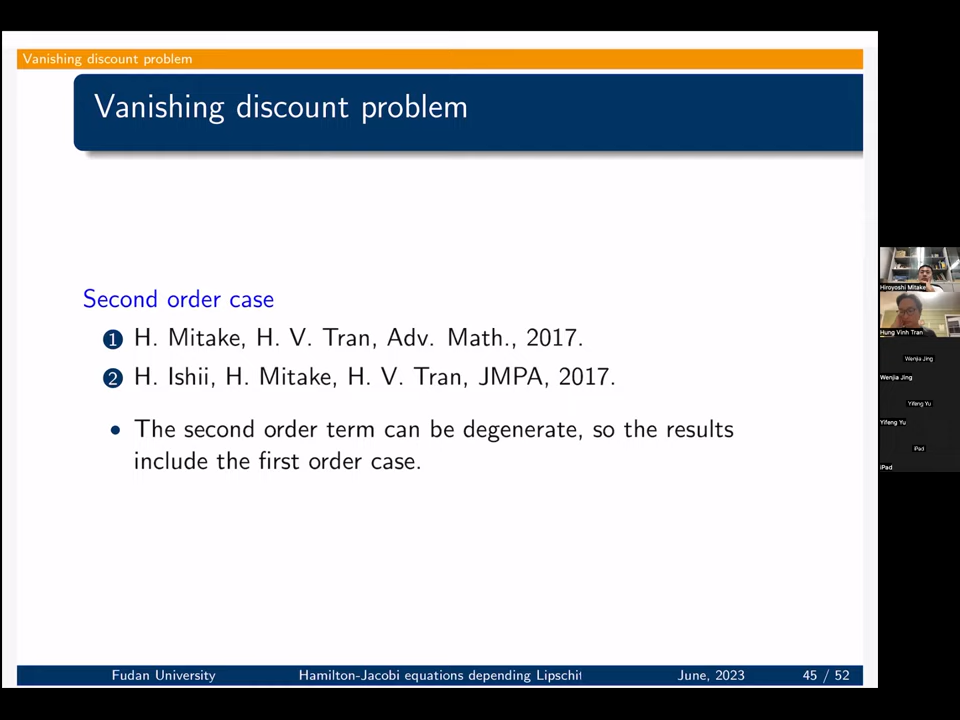 Vanishing discount problem
Vanishing discount problem
Second order case
1 H. Mitake, H. V. Tran, Adv. Math., 2017.
2 H. Ishii, H. Mitake, H. V. Tran, JMPA, 2017.
• The second order term can be degenerate, so the results
include the first order case.
Fudan University Hamilton-Jacobi equations depending Lipschit June, 2023 45 / 52
Hiroyoshi Mitake
Hung Vinh Tran
Wenjia Jing
Wenjia Jing
Yifeng Yu
Yifeng Yu
iPad
iPad